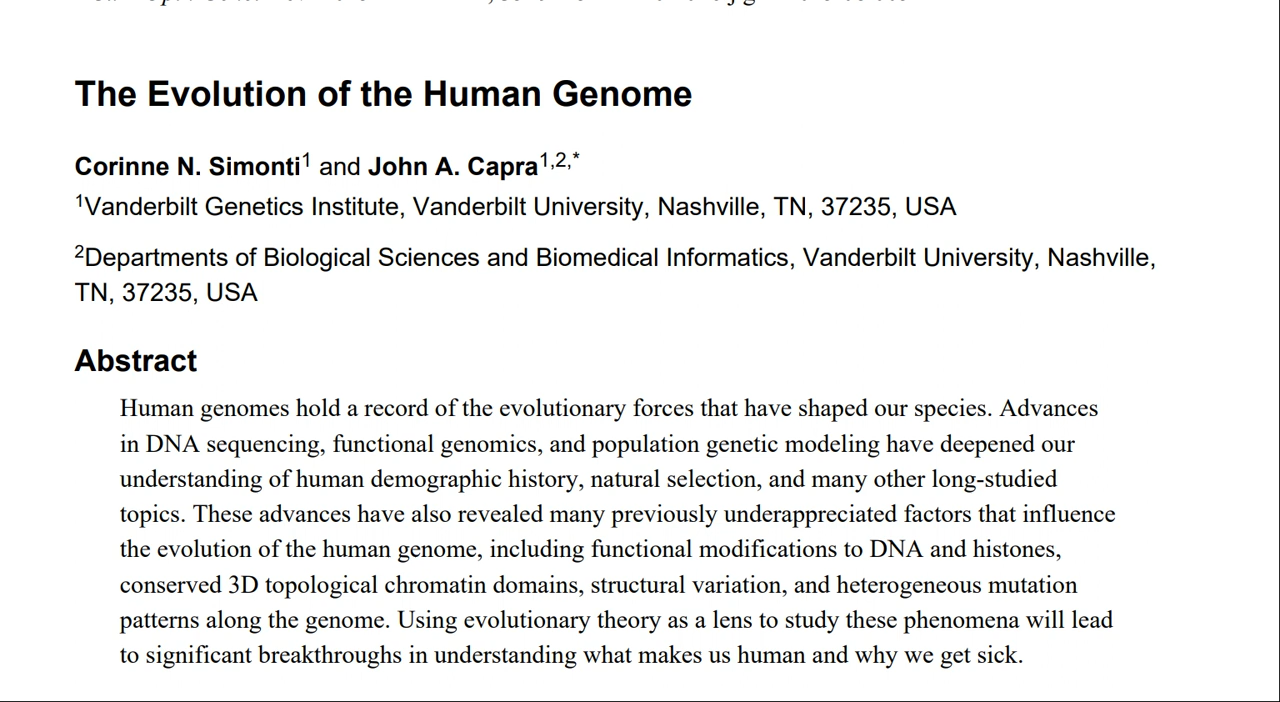 The Evolution of the Human Genome
Corinne N. Simonti1 and John A. Capra1,2,*
1Vanderbilt Genetics Institute, Vanderbilt University, Nashville, TN, 37235, USA
2Departments of Biological Sciences and Biomedical Informatics, Vanderbilt University, Nashville,
TN, 37235, USA
Abstract
Human genomes hold a record of the evolutionary forces that have shaped our species. Advances
in DNA sequencing, functional genomics, and population genetic modeling have deepened our
understanding of human demographic history, natural selection, and many other long-studied
topics. These advances have also revealed many previously underappreciated factors that influence
the evolution of the human genome, including functional modifications to DNA and histones,
conserved 3D topological chromatin domains, structural variation, and heterogeneous mutation
patterns along the genome. Using evolutionary theory as a lens to study these phenomena will lead
to significant breakthroughs in understanding what makes us human and why we get sick.